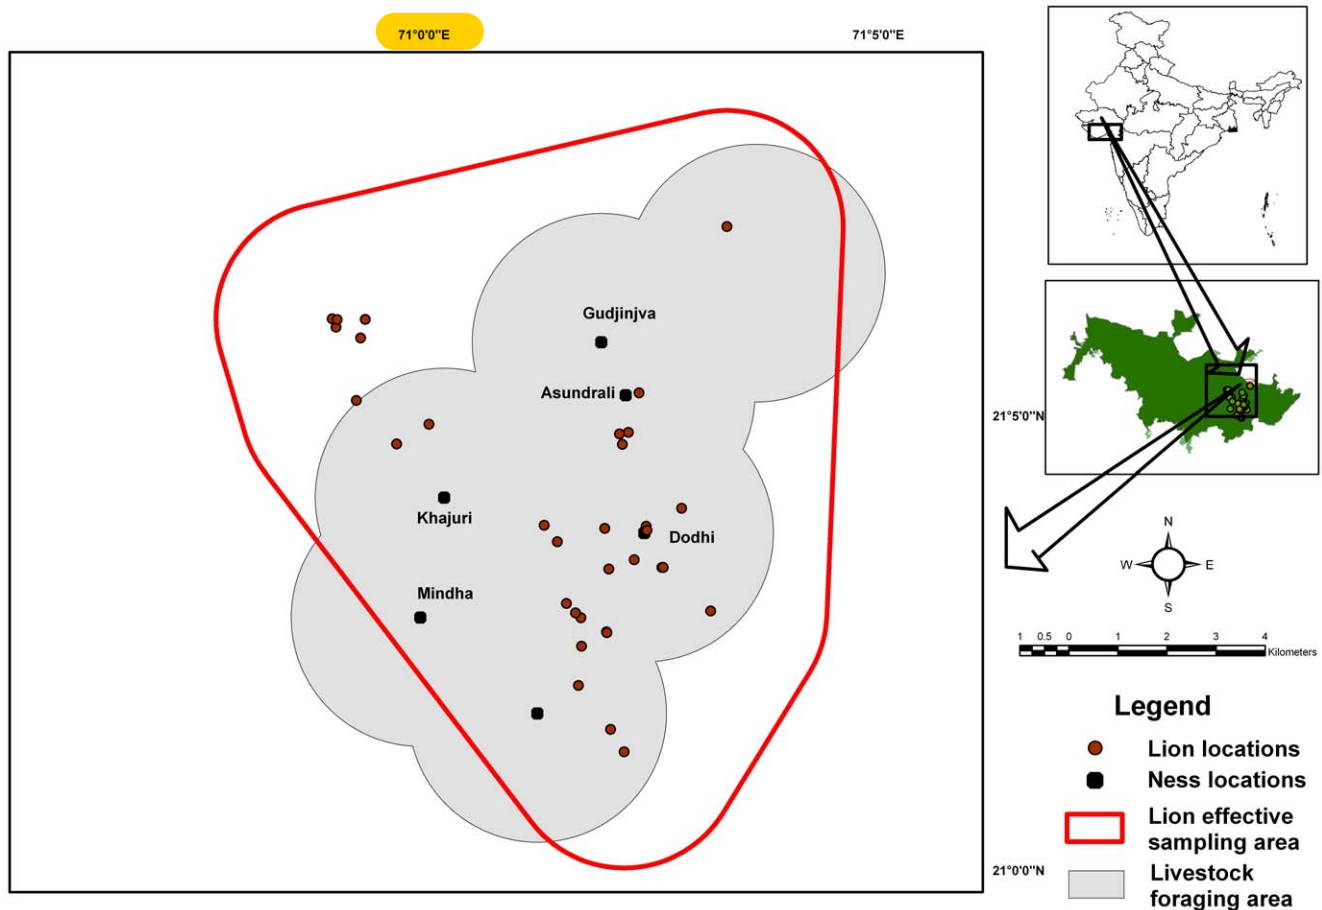 71°0'0"E 71°5'0"E
Gudjinjva
Asundrali
21°5'0"N
Khajuri
Dodhi
N
W E
S
Mindha
1 0.5 0 1 2 3 4
Kilometers
Legend
Lion locations
Ness locations
Lion effective
sampling area
21°0'0"N
Livestock
foraging area